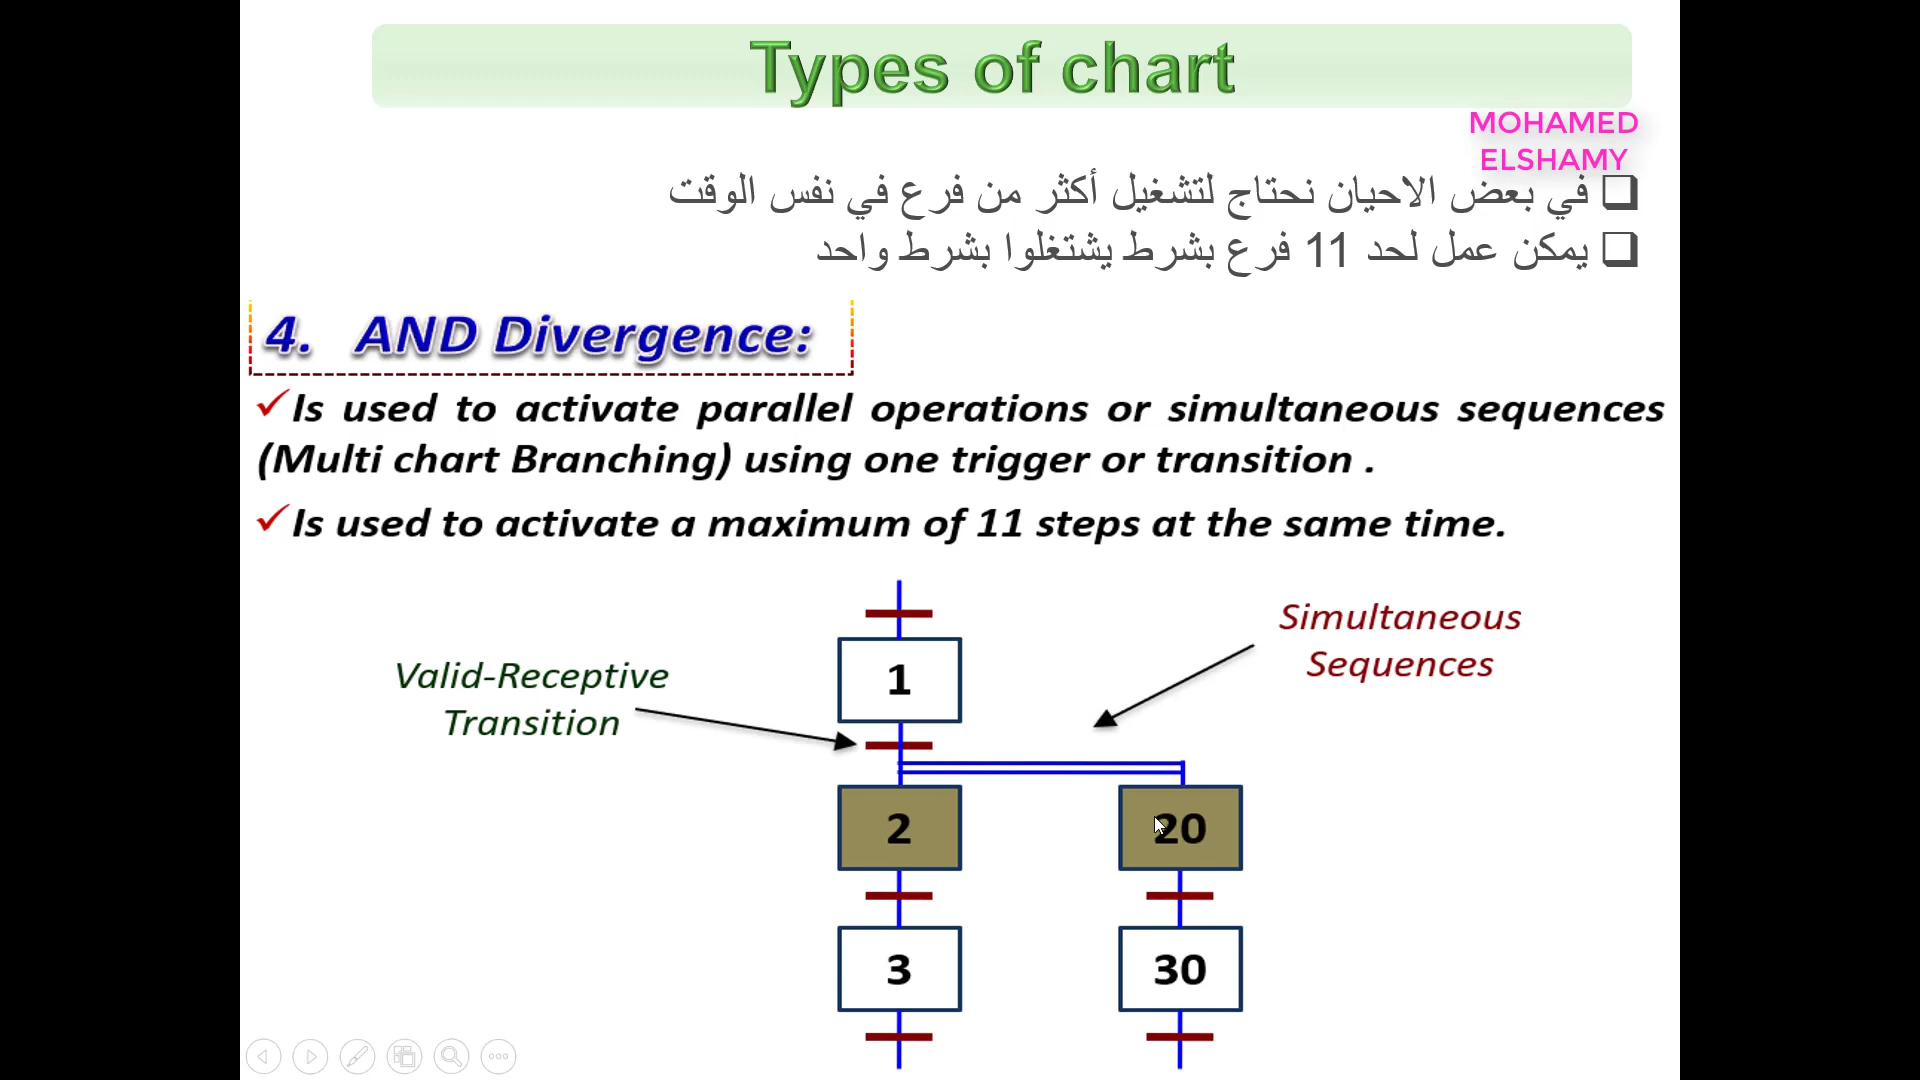 Types of chart
MOHAMED
ELSHAMY
في بعض الاحيان نحتاج لتشغيل أكثر من فرع في نفس الوقت
يمكن عمل لحد 11 فرع بشرط يشتغلوا بشرط واحد
4. AND Divergence:
Is used to activate parallel operations or simultaneous sequences
(Multi chart Branching) using one trigger or transition .
Is used to activate a maximum of 11 steps at the same time.
Simultaneous
Sequences
Valid-Receptive
Transition
1
2
20
3
30